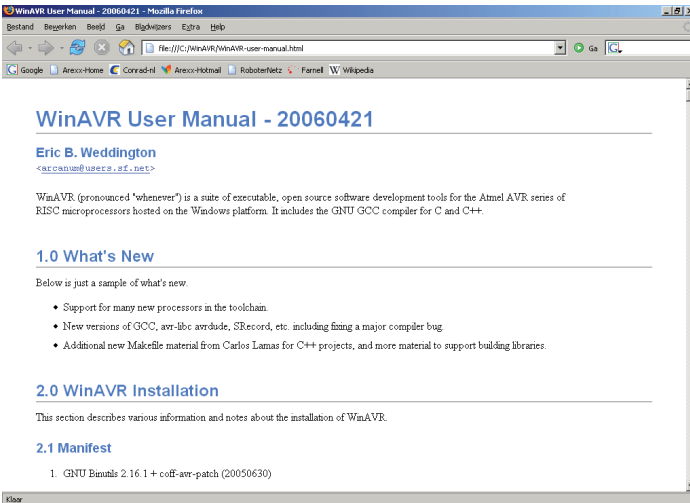 WinAVR User Manual - 20060421 - Mozilla Firefox
Bestand Bewerken Beeld Ga Bladwijzers Extra Help
file:///C:/WinAVR/WinAVR-user-manual.html
Ga
Google Arexx-Home Conrad-nl Arexx-Hotmail RoboterNetz Farnell Wikipedia
WinAVR User Manual - 20060421
Eric B. Weddington
<arcanum@users.sf.net>
WinAVR (pronounced "whenever") is a suite of executable, open source software development tools for the Atmel AVR series of
RISC microprocessors hosted on the Windows platform. It includes the GNU GCC compiler for C and C++.
1.0 What's New
Below is just a sample of what's new.
Support for many new processors in the toolchain.
New versions of GCC, avr-libc avrdude, SRecord, etc. including fixing a major compiler bug.
Additional new Makefile material from Carlos Lamas for C++ projects, and more material to support building libraries.
2.0 WinAVR Installation
This section describes various information and notes about the installation of WinAVR.
2.1 Manifest
1. GNU Binutils 2.16.1 + coff-avr-patch (20050630)
Klaar